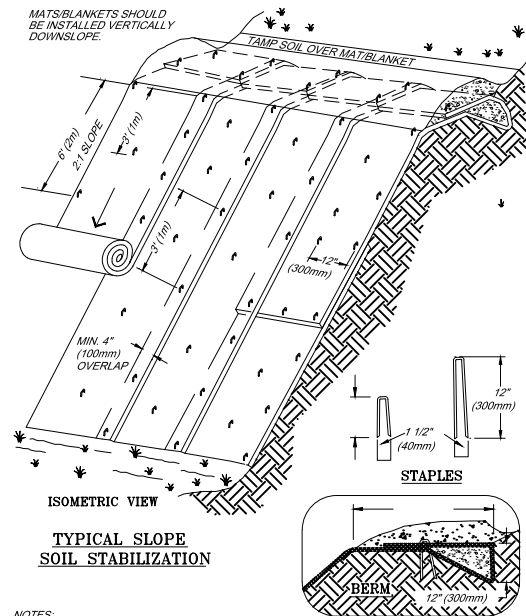 MATS/BLANKETS SHOULD
BE INSTALLED VERTICALLY
DOWNSLOPE.
TAMP SOIL OVER MAT/BLANKET
6' (2m)
2:1 SLOPE
3' (1m)
3' (1m)
12"
(300mm)
MIN. 4"
(100mm)
OVERLAP
12"
(300mm)
1 1/2"
(40mm)
STAPLES
ISOMETRIC VIEW
TYPICAL SLOPE
SOIL STABILIZATION
BERM
12" (300mm)
NOTES: